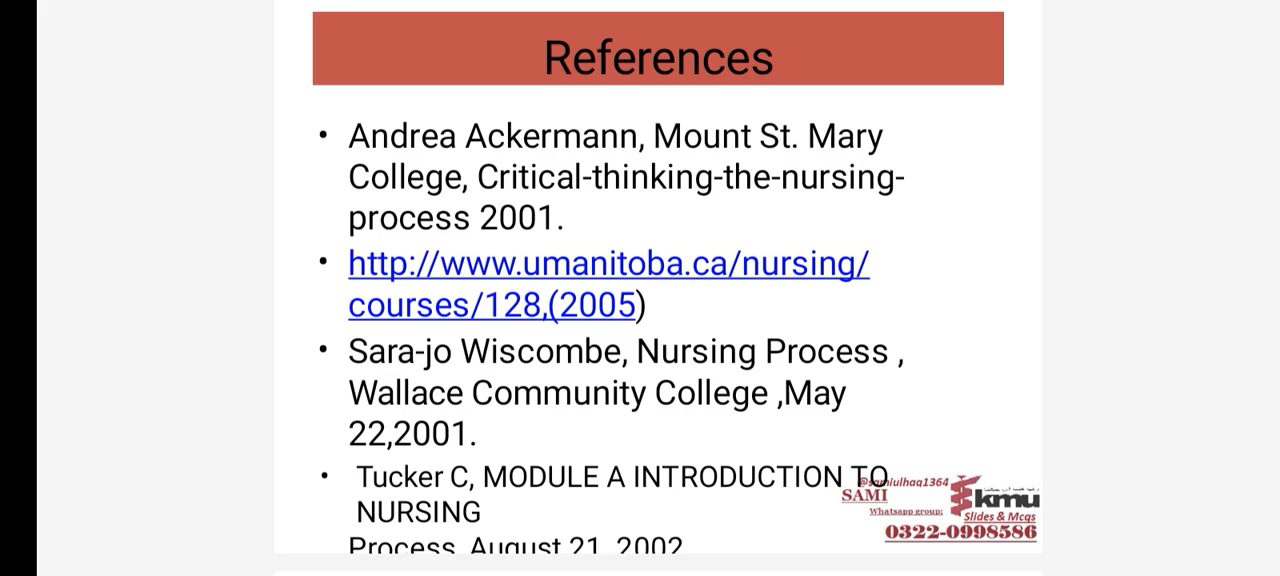 References
• Andrea Ackermann, Mount St. Mary
College, Critical-thinking-the-nursing-
process 2001.
• http://www.umanitoba.ca/nursing/
courses/128,(2005)
• Sara-jo Wiscombe, Nursing Process ,
Wallace Community College ,May
22,2001.
• Tucker C, MODULE A INTRODUCTION TO
NURSING
Process, August 21, 2002
@samiulhaq1364
SAMI
kmu
Whatsapp group:
Slides & Mcqs
0322-0998586